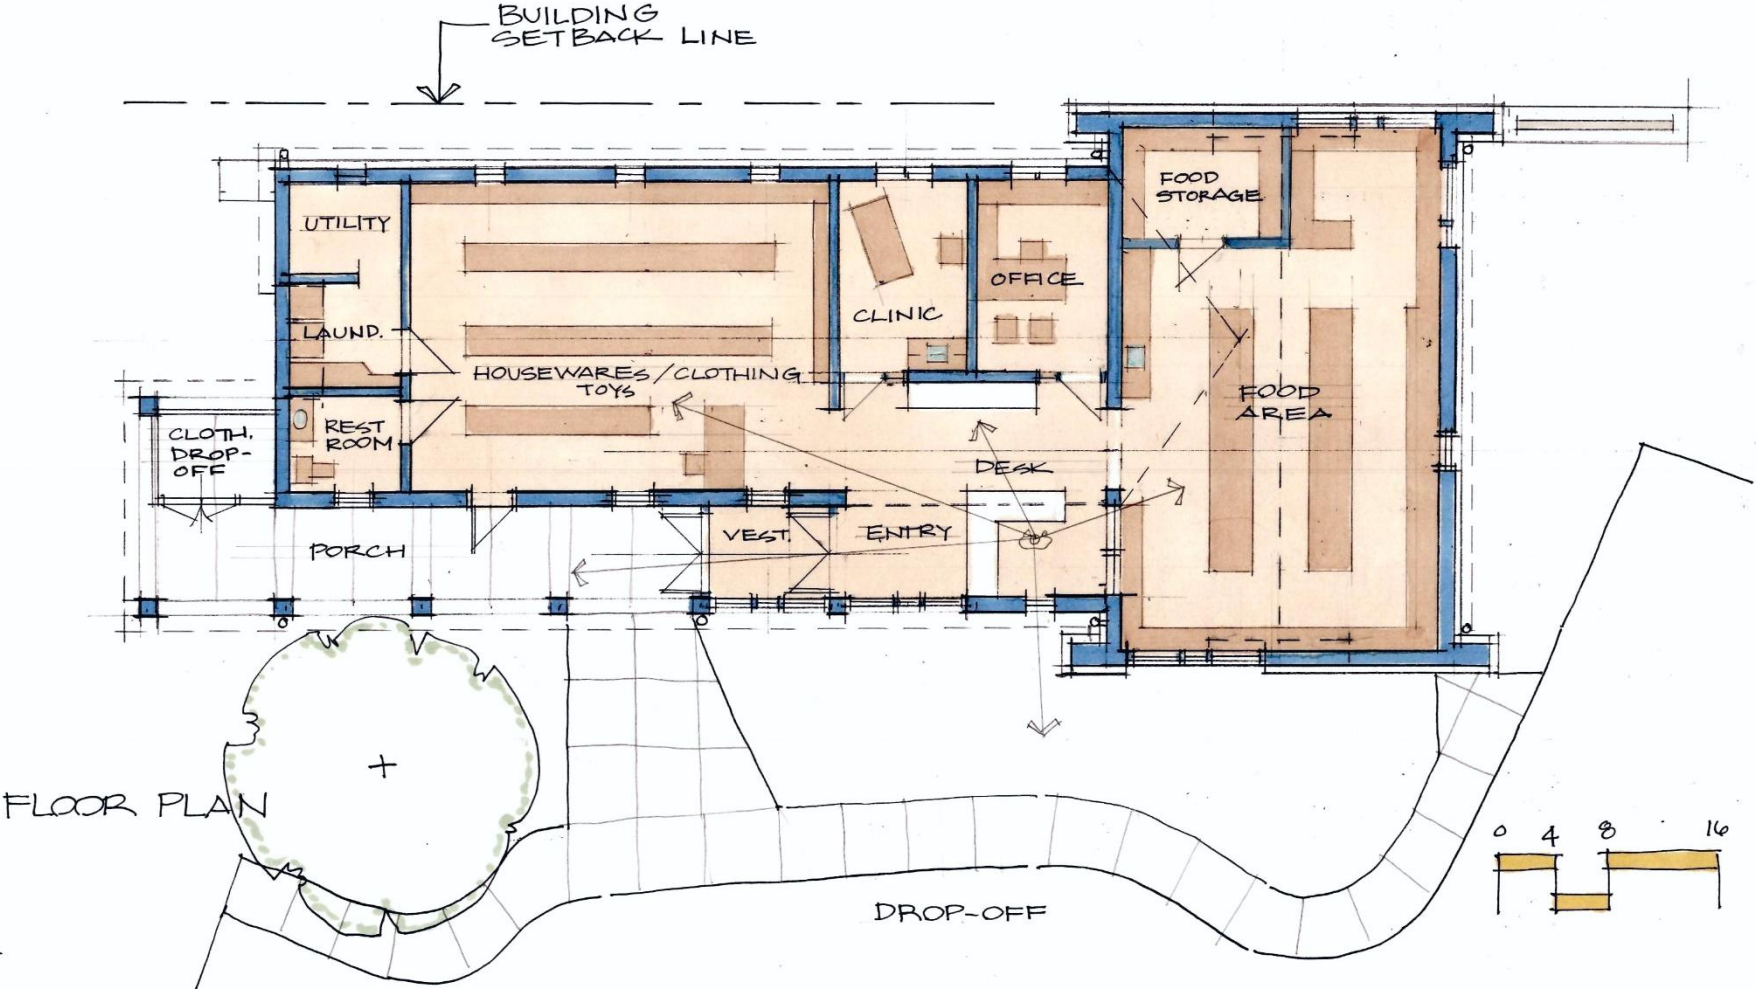 BUILDING
SETBACK LINE
UTILITY
FOOD
STORAGE
OFFICE
CLINIC
LAUND.
HOUSEWARES/CLOTHING
TOYS
FOOD
AREA
REST
ROOM
CLOTH.
DROP-
OFF
DESK
PORCH
VEST.
ENTRY
FLOOR PLAN
0 4 8 16
DROP-OFF